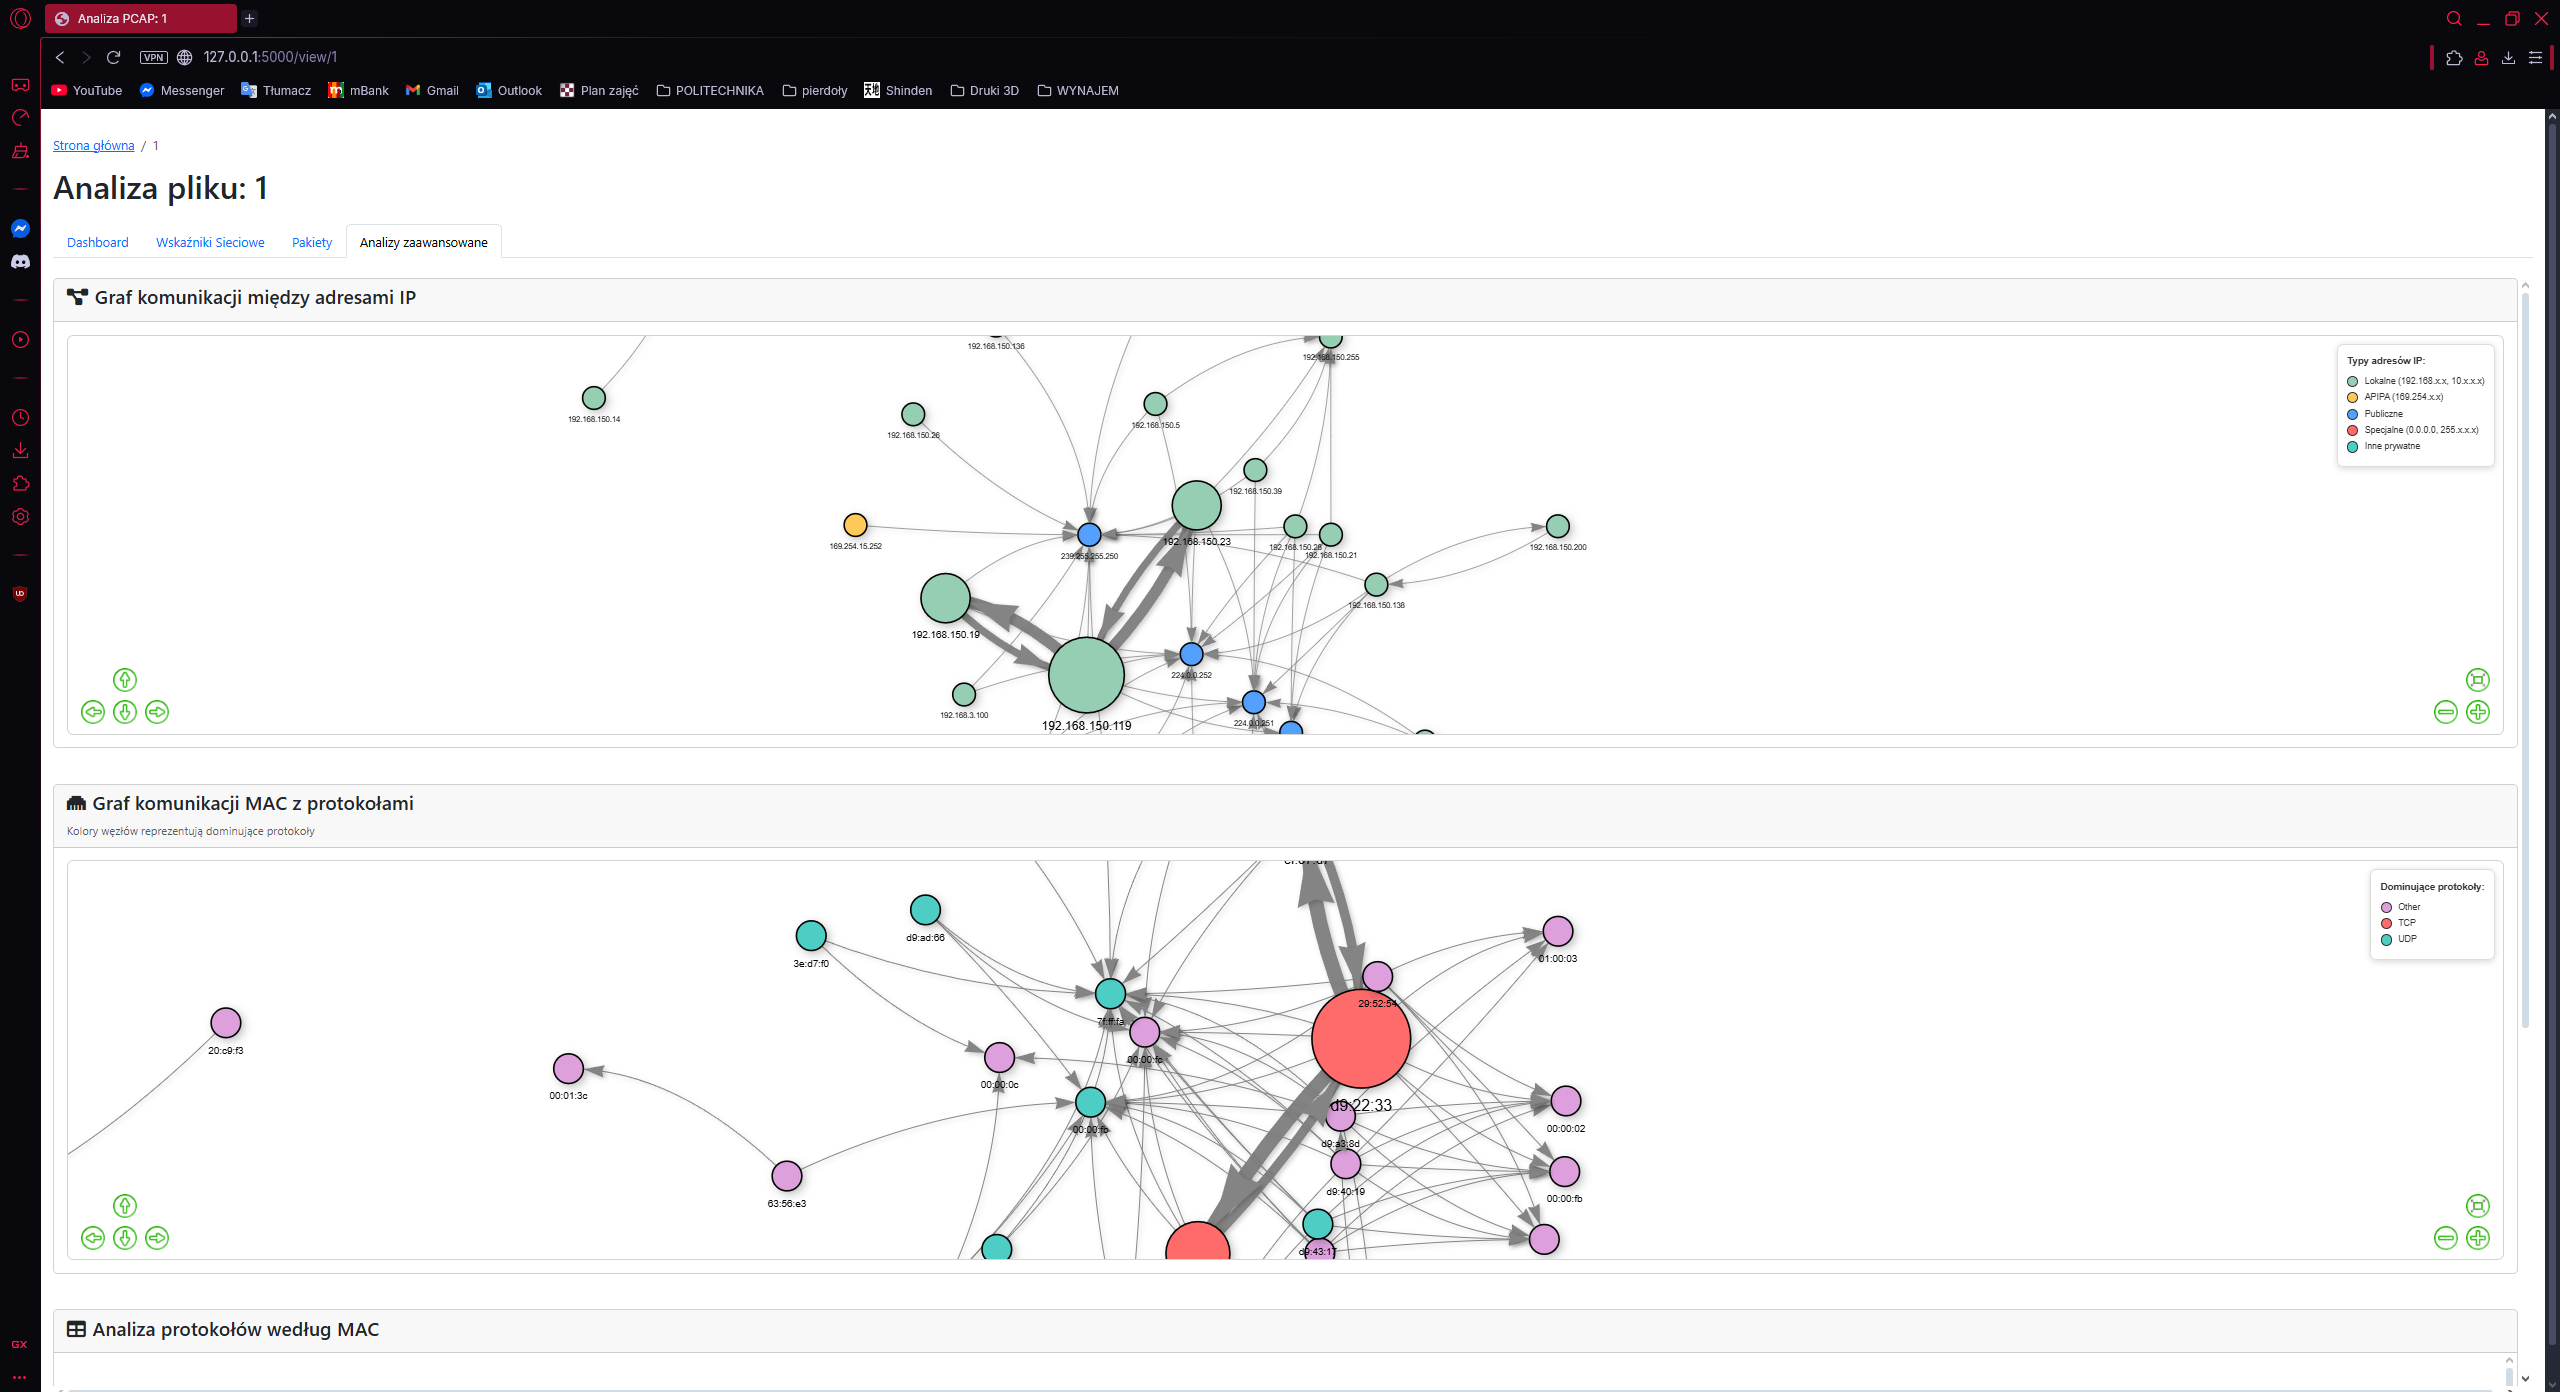 Analiza PCAP: 1
VPN
127.0.0.1:5000/view/1
YouTube
Messenger
Tłumacz
mBank
Gmail
Outlook
Plan zajęć
POLITECHNIKA
pierdoły
Shinden
Druki 3D
WYNAJEM
Strona główna / 1
Analiza pliku: 1
Dashboard
Wskaźniki Sieciowe
Pakiety
Analizy zaawansowane
Graf komunikacji między adresami IP
192.168.150.136
192.168.150.255
192.168.150.14
192.168.150.26
192.168.150.5
192.168.150.39
169.254.15.252
239.255.255.250
192.168.150.23
192.168.150.21
192.168.150.200
192.168.150.138
192.168.150.19
224.0.0.252
192.168.3.100
224.0.0.251
192.168.150.119
Typy adresów IP:
Lokalne (192.168.x.x, 10.x.x.x)
APIPA (169.254.x.x)
Publiczne
Specjalne (0.0.0.0, 255.x.x.x)
Inne prywatne
Graf komunikacji MAC z protokołami
Kolory węzłów reprezentują dominujące protokoły
Dominujące protokoły:
Other
TCP
UDP
d9:ad:66
3e:d7:f0
01:00:03
29:52:54
7f:ff:fa
20:c9:f3
00:00:fc
00:00:0c
00:01:3c
d9:22:33
00:00:fb
00:00:02
d9:a3:8d
d9:40:19
00:00:fb
63:56:e3
d9:43:17
Analiza protokołów według MAC
GX